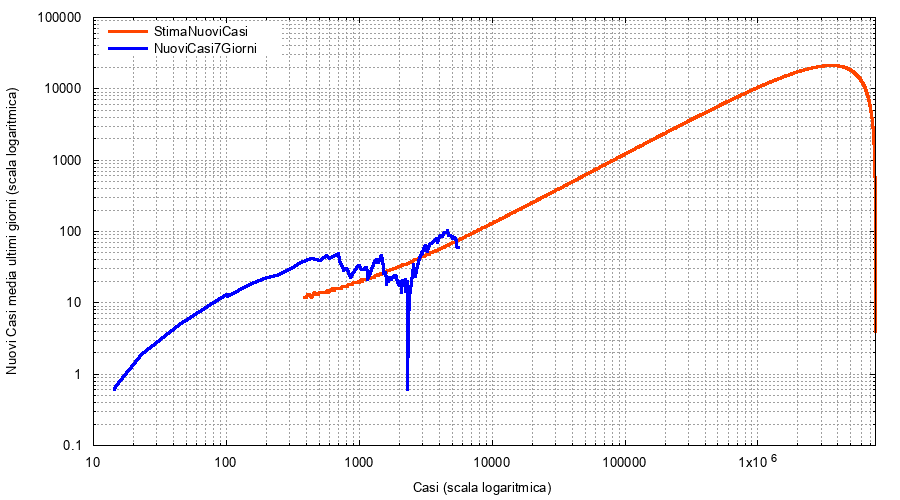 100000
10000
1000
100
10
1
0.1
StimaNuoviCasi
NuoviCasi7Giorni
Nuovi Casi media ultimi giorni (scala logaritmica)
10 100 1000 10000 100000 1x10 6
Casi (scala logaritmica)